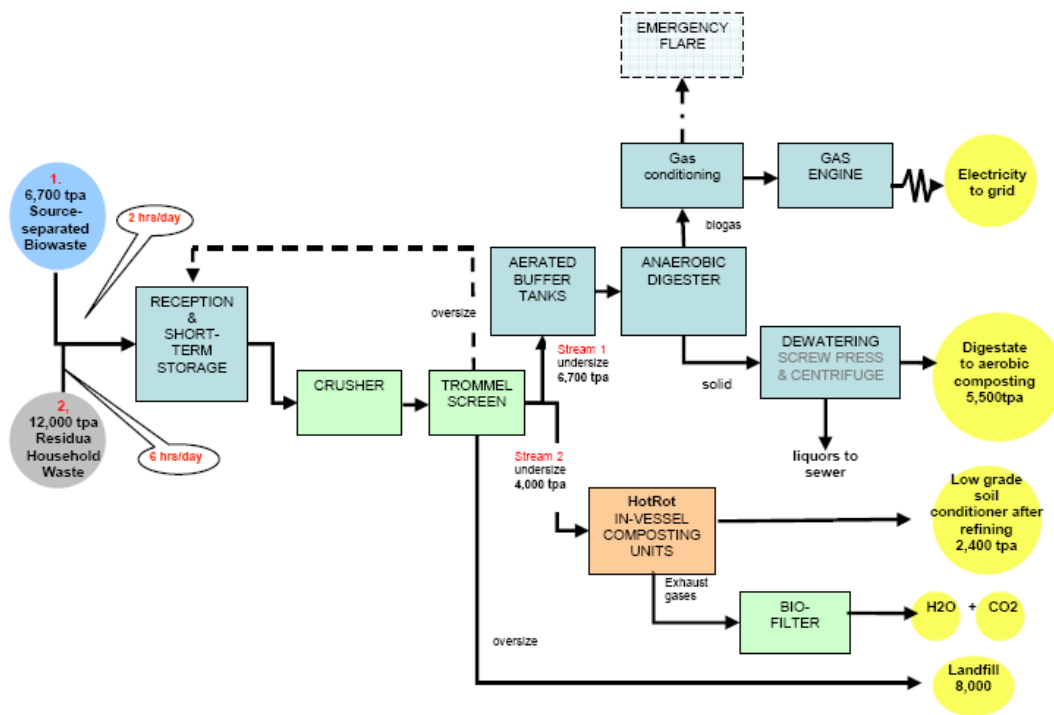 EMERGENCY
FLARE
Gas
conditioning
GAS
ENGINE
Electricity
to grid
1.
6,700 tpa
Source-
separated
Biowaste
2 hrs/day
biogas
AERATED
BUFFER
TANKS
ANAEROBIC
DIGESTER
RECEPTION
&
SHORT-
TERM
STORAGE
oversize
Stream 1
undersize
6,700 tpa
DEWATERING
SCREW PRESS
& CENTRIFUGE
Digestate
to aerobic
composting
5,500tpa
CRUSHER
TROMMEL
SCREEN
solid
2,
12,000 tpa
Residua
Household
Waste
6 hrs/day
Stream 2
undersize
4,000 tpa
liquors to
sewer
HotRot
IN-VESSEL
COMPOSTING
UNITS
Low grade
soil
conditioner after
refining
2,400 tpa
Exhaust
gases
BIO-
FILTER
H2O + CO2
oversize
Landfill
8,000